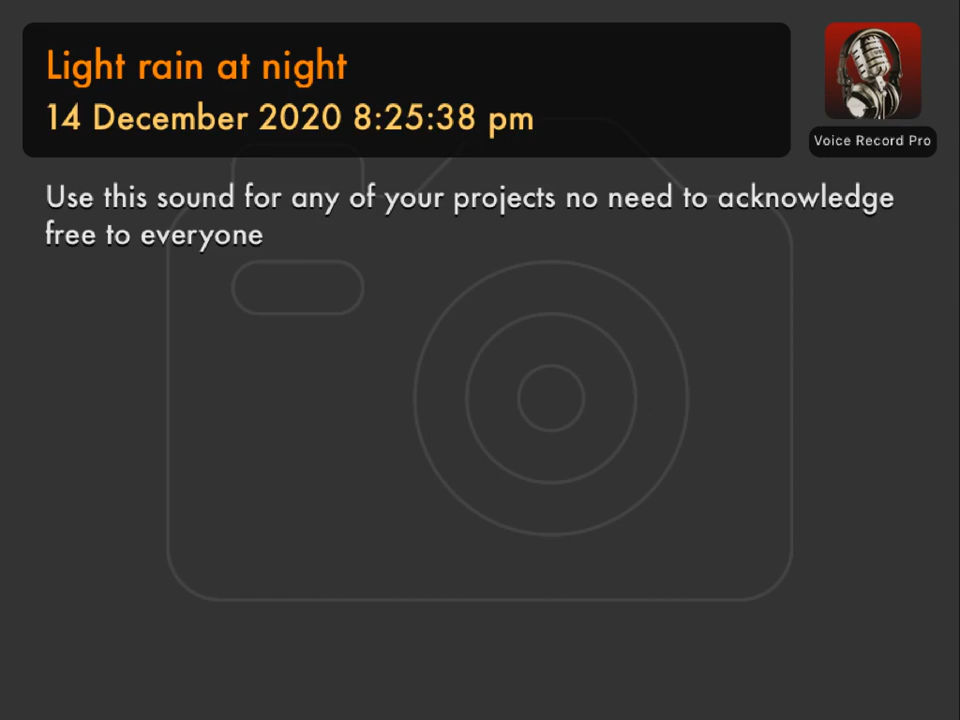 Light rain at night
14 December 2020 8:25:38 pm
Voice Record Pro
Use this sound for any of your projects no need to acknowledge
free to everyone